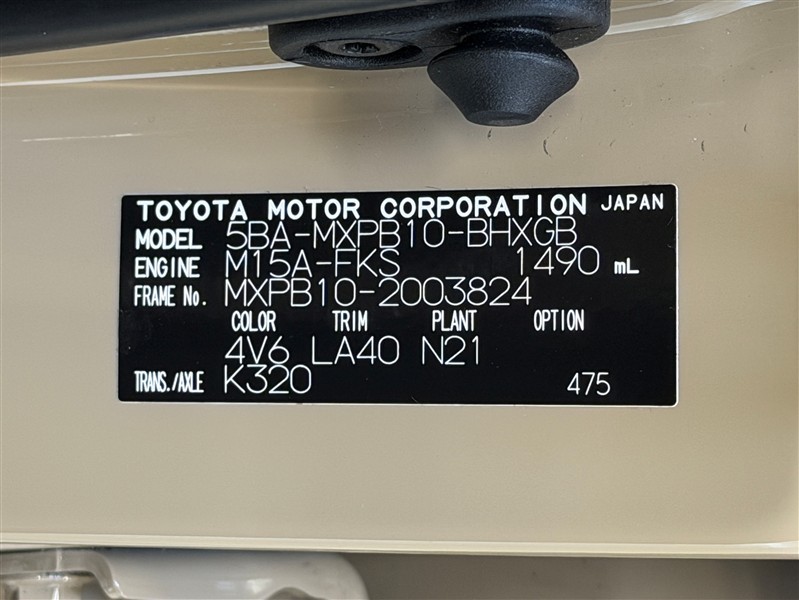 TOYOTA MOTOR CORPORATION JAPAN
MODEL 5BA-MXPB10-BHXGB
ENGINE M15A-FKS 1490 mL
FRAME No. MXPB10-2003824
COLOR TRIM PLANT OPTION
4V6 LA40 N21
TRANS./AXLE K320 475